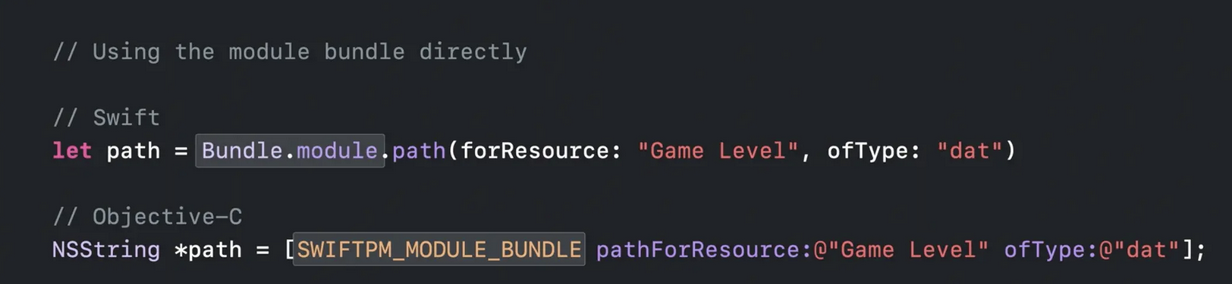 // Using the module bundle directly
// Swift
let path = Bundle.module.path(forResource: "Game Level", ofType: "dat")
// Objective-C
NSString *path = [SWIFTPM_MODULE_BUNDLE pathForResource:@"Game Level" ofType:@"dat"];